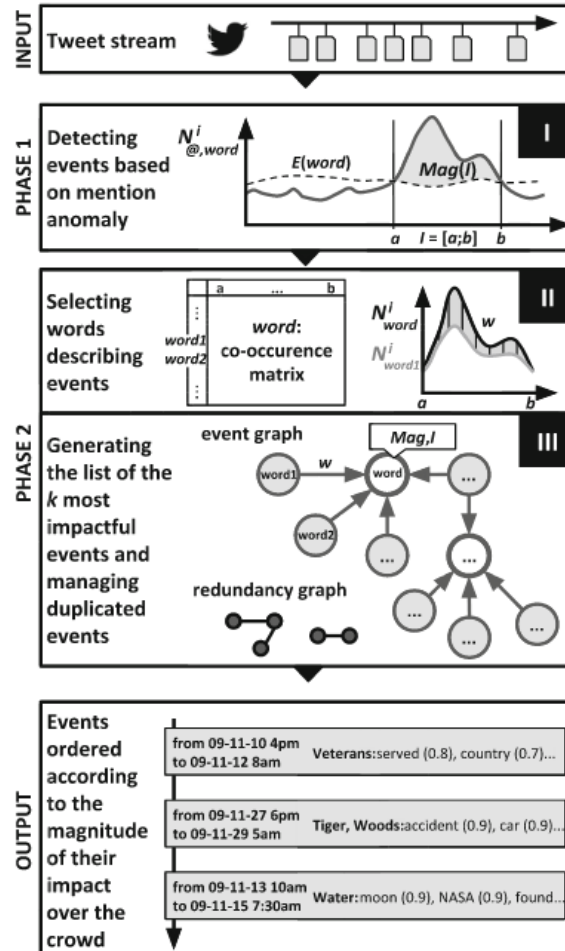 INPUT
Tweet stream
PHASE 1
I
Detecting
events based
on mention
anomaly
N^i_@,word
E(word)
Mag(I)
a
I = [a;b]
b
PHASE 2
II
Selecting
words
describing
events
a ... b
⋮
word1
word2
⋮
word:
co-occurence
matrix
N^i_word
N^i_word1
w
a
b
III
Generating
the list of the
k most
impactful
events and
managing
duplicated
events
event graph
Mag,I
word1
w
word
...
word2
...
...
...
...
...
redundancy graph
OUTPUT
Events
ordered
according
to the
magnitude
of their
impact
over the
crowd
from 09-11-10 4pm
to 09-11-12 8am
Veterans:served (0.8), country (0.7)...
from 09-11-27 6pm
to 09-11-29 5am
Tiger, Woods:accident (0.9), car (0.9)...
from 09-11-13 10am
to 09-11-15 7:30am
Water:moon (0.9), NASA (0.9), found...